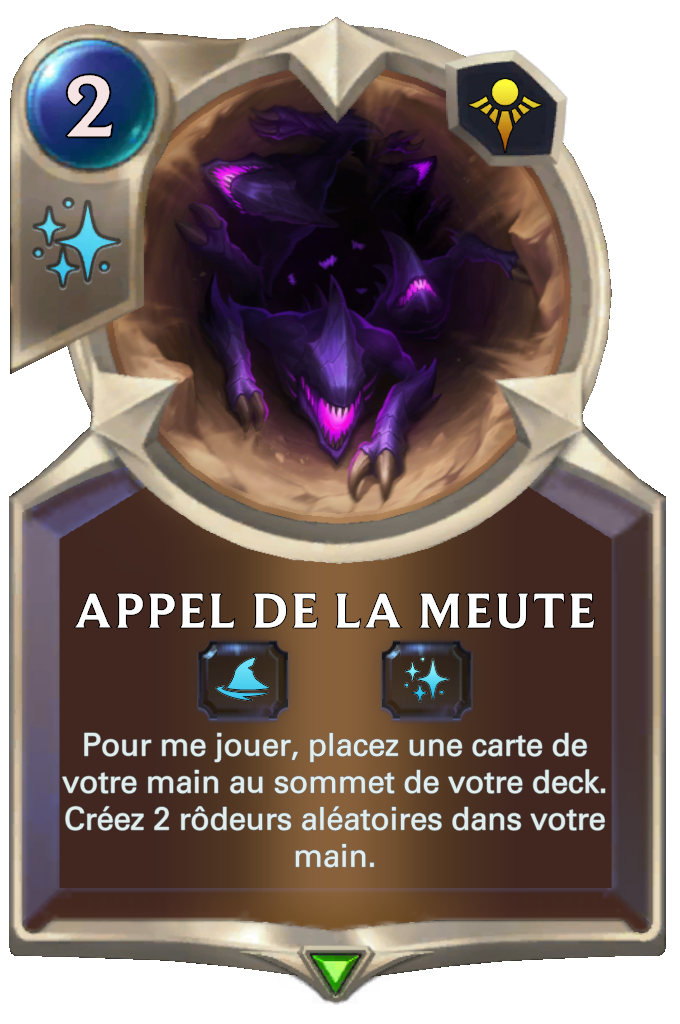 2
APPEL DE LA MEUTE
Pour me jouer, placez une carte de
votre main au sommet de votre deck.
Créez 2 rôdeurs aléatoires dans votre
main.